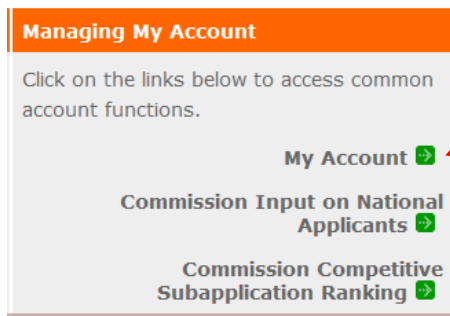 Managing My Account
Click on the links below to access common
account functions.
My Account
Commission Input on National
Applicants
Commission Competitive
Subapplication Ranking